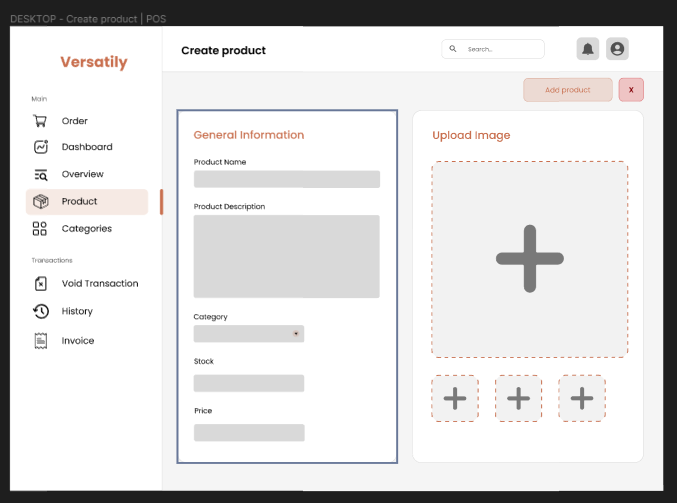 DESKTOP - Create product | POS
Versatily
Create product
Search..
Add product
X
Main
Order
Dashboard
Overview
Product
Categories
Transactions
Void Transaction
History
Invoice
General Information
Product Name
Product Description
Category
Stock
Price
Upload Image